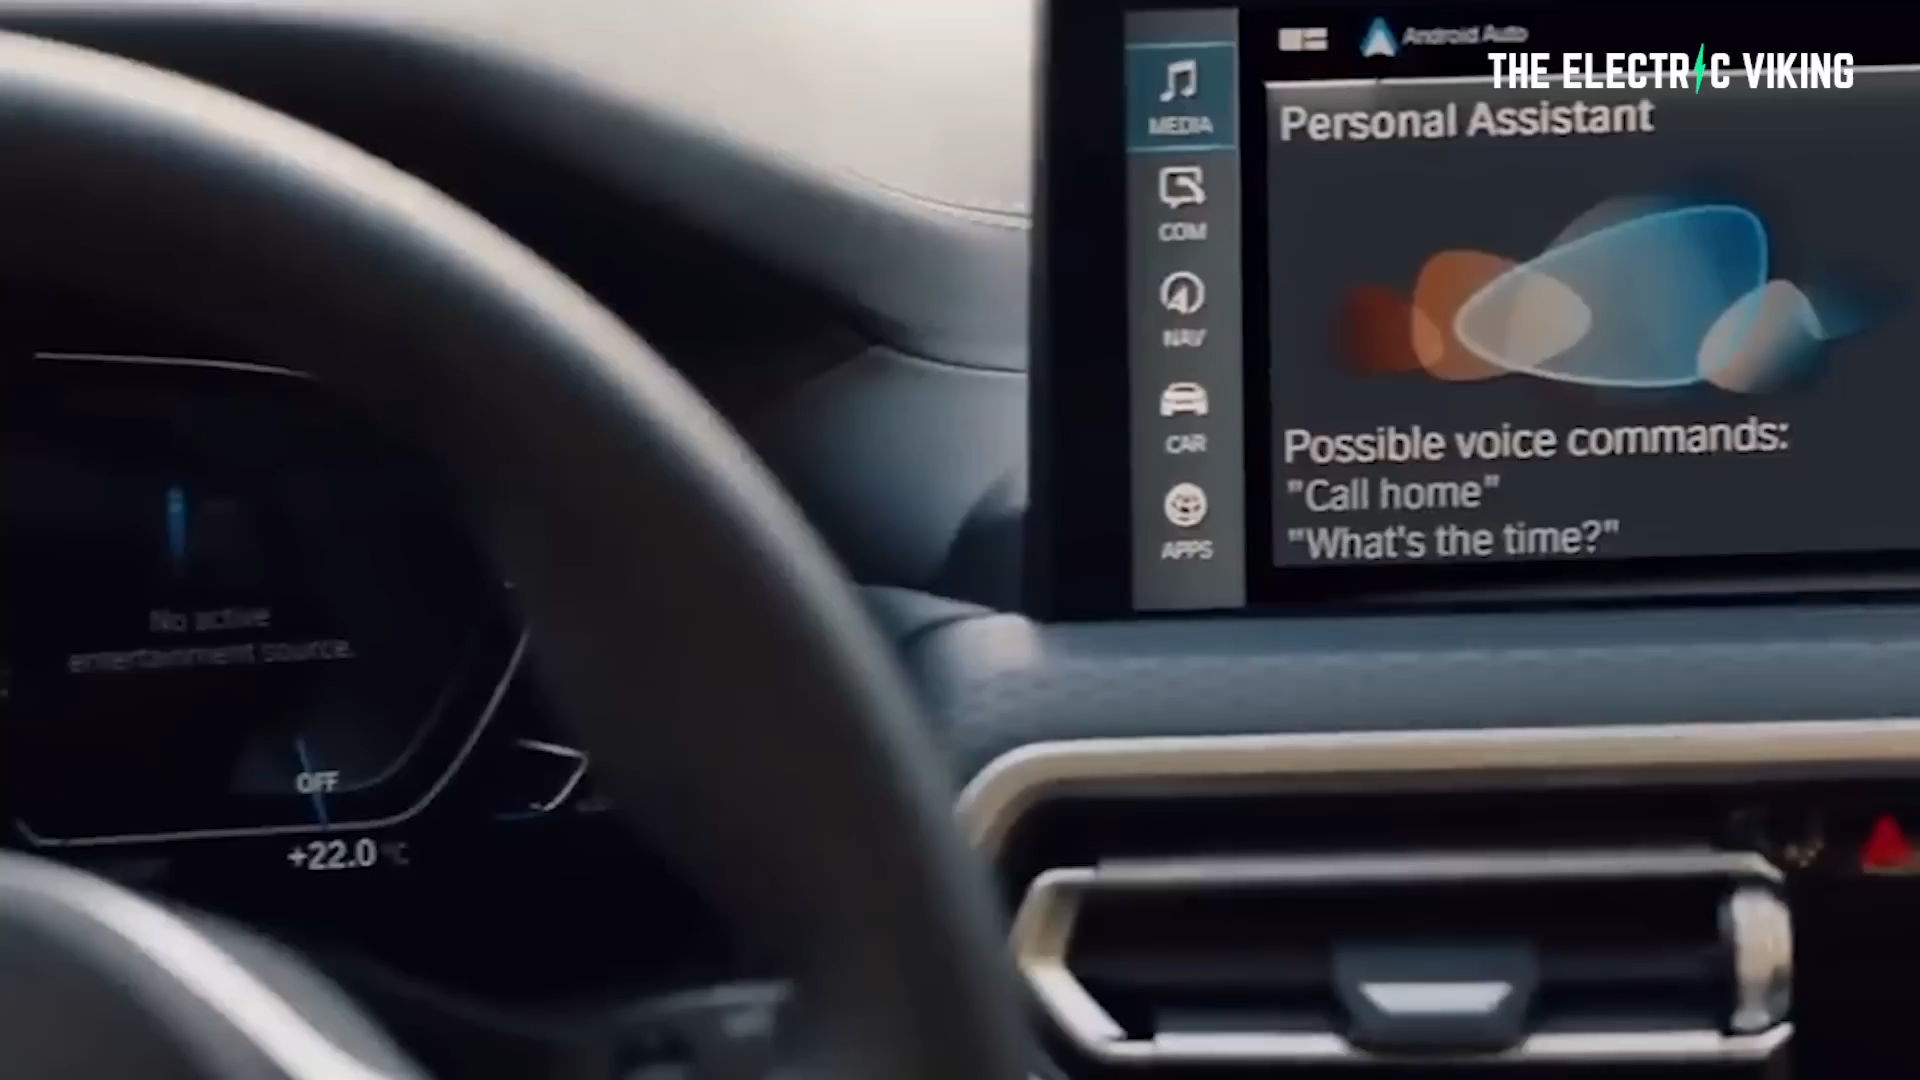 Android Auto
THE ELECTRIC VIKING
Personal Assistant
MEDIA
COM
NAV
CAR
APPS
Possible voice commands:
"Call home"
"What's the time?"
No active
entertainment source.
OFF
+22.0 °C